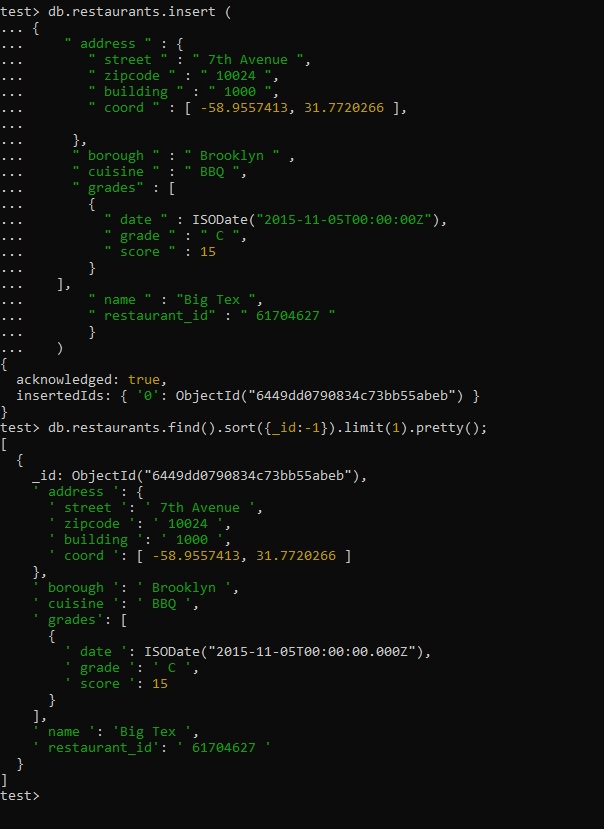 test> db.restaurants.insert (
... {
...     " address " : {
...        " street " : " 7th Avenue ",
...        " zipcode " : " 10024 ",
...        " building " : " 1000 ",
...        " coord " : [ -58.9557413, 31.7720266 ],
...
...      },
...      " borough " : " Brooklyn " ,
...      " cuisine " : " BBQ ",
...      " grades" : [
...        {
...          " date " : ISODate("2015-11-05T00:00:00Z"),
...          " grade " : " C ",
...          " score " : 15
...        }
...    ],
...        " name " : "Big Tex ",
...        " restaurant_id" : " 61704627 "
...        }
...    )
{
  acknowledged: true,
  insertedIds: { '0': ObjectId("6449dd0790834c73bb55abeb") }
}
test> db.restaurants.find().sort({_id:-1}).limit(1).pretty();
[
  {
    _id: ObjectId("6449dd0790834c73bb55abeb"),
    ' address ': {
      ' street ': ' 7th Avenue ',
      ' zipcode ': ' 10024 ',
      ' building ': ' 1000 ',
      ' coord ': [ -58.9557413, 31.7720266 ]
    },
    ' borough ': ' Brooklyn ',
    ' cuisine ': ' BBQ ',
    ' grades': [
      {
        ' date ': ISODate("2015-11-05T00:00:00.000Z"),
        ' grade ': ' C ',
        ' score ': 15
      }
    ],
    ' name ': 'Big Tex ',
    ' restaurant_id': ' 61704627 '
  }
]
test>